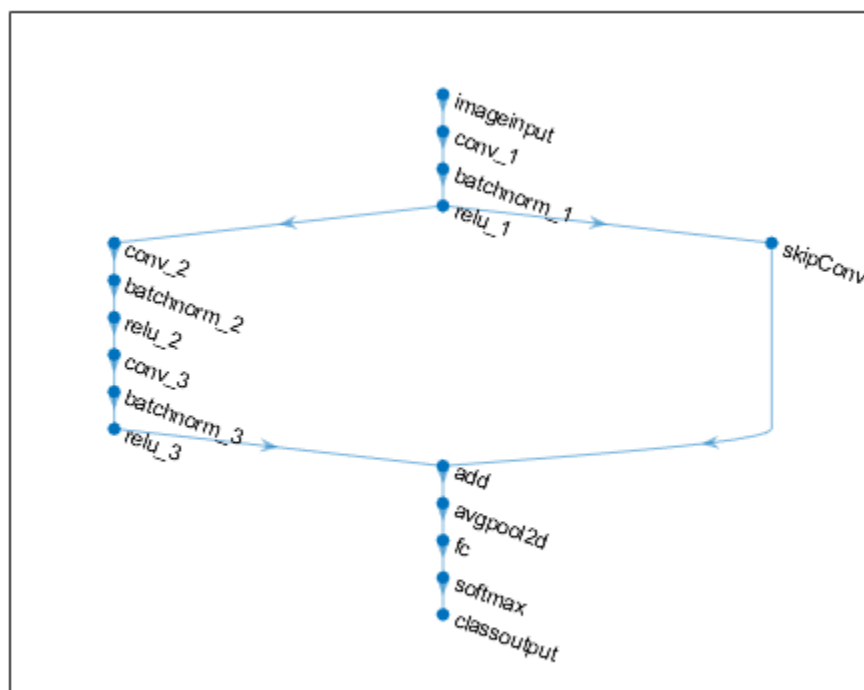 imageinput
conv_1
batchnorm_1
relu_1
conv_2
batchnorm_2
relu_2
conv_3
batchnorm_3
relu_3
skipConv
add
avgpool2d
fc
softmax
classoutput